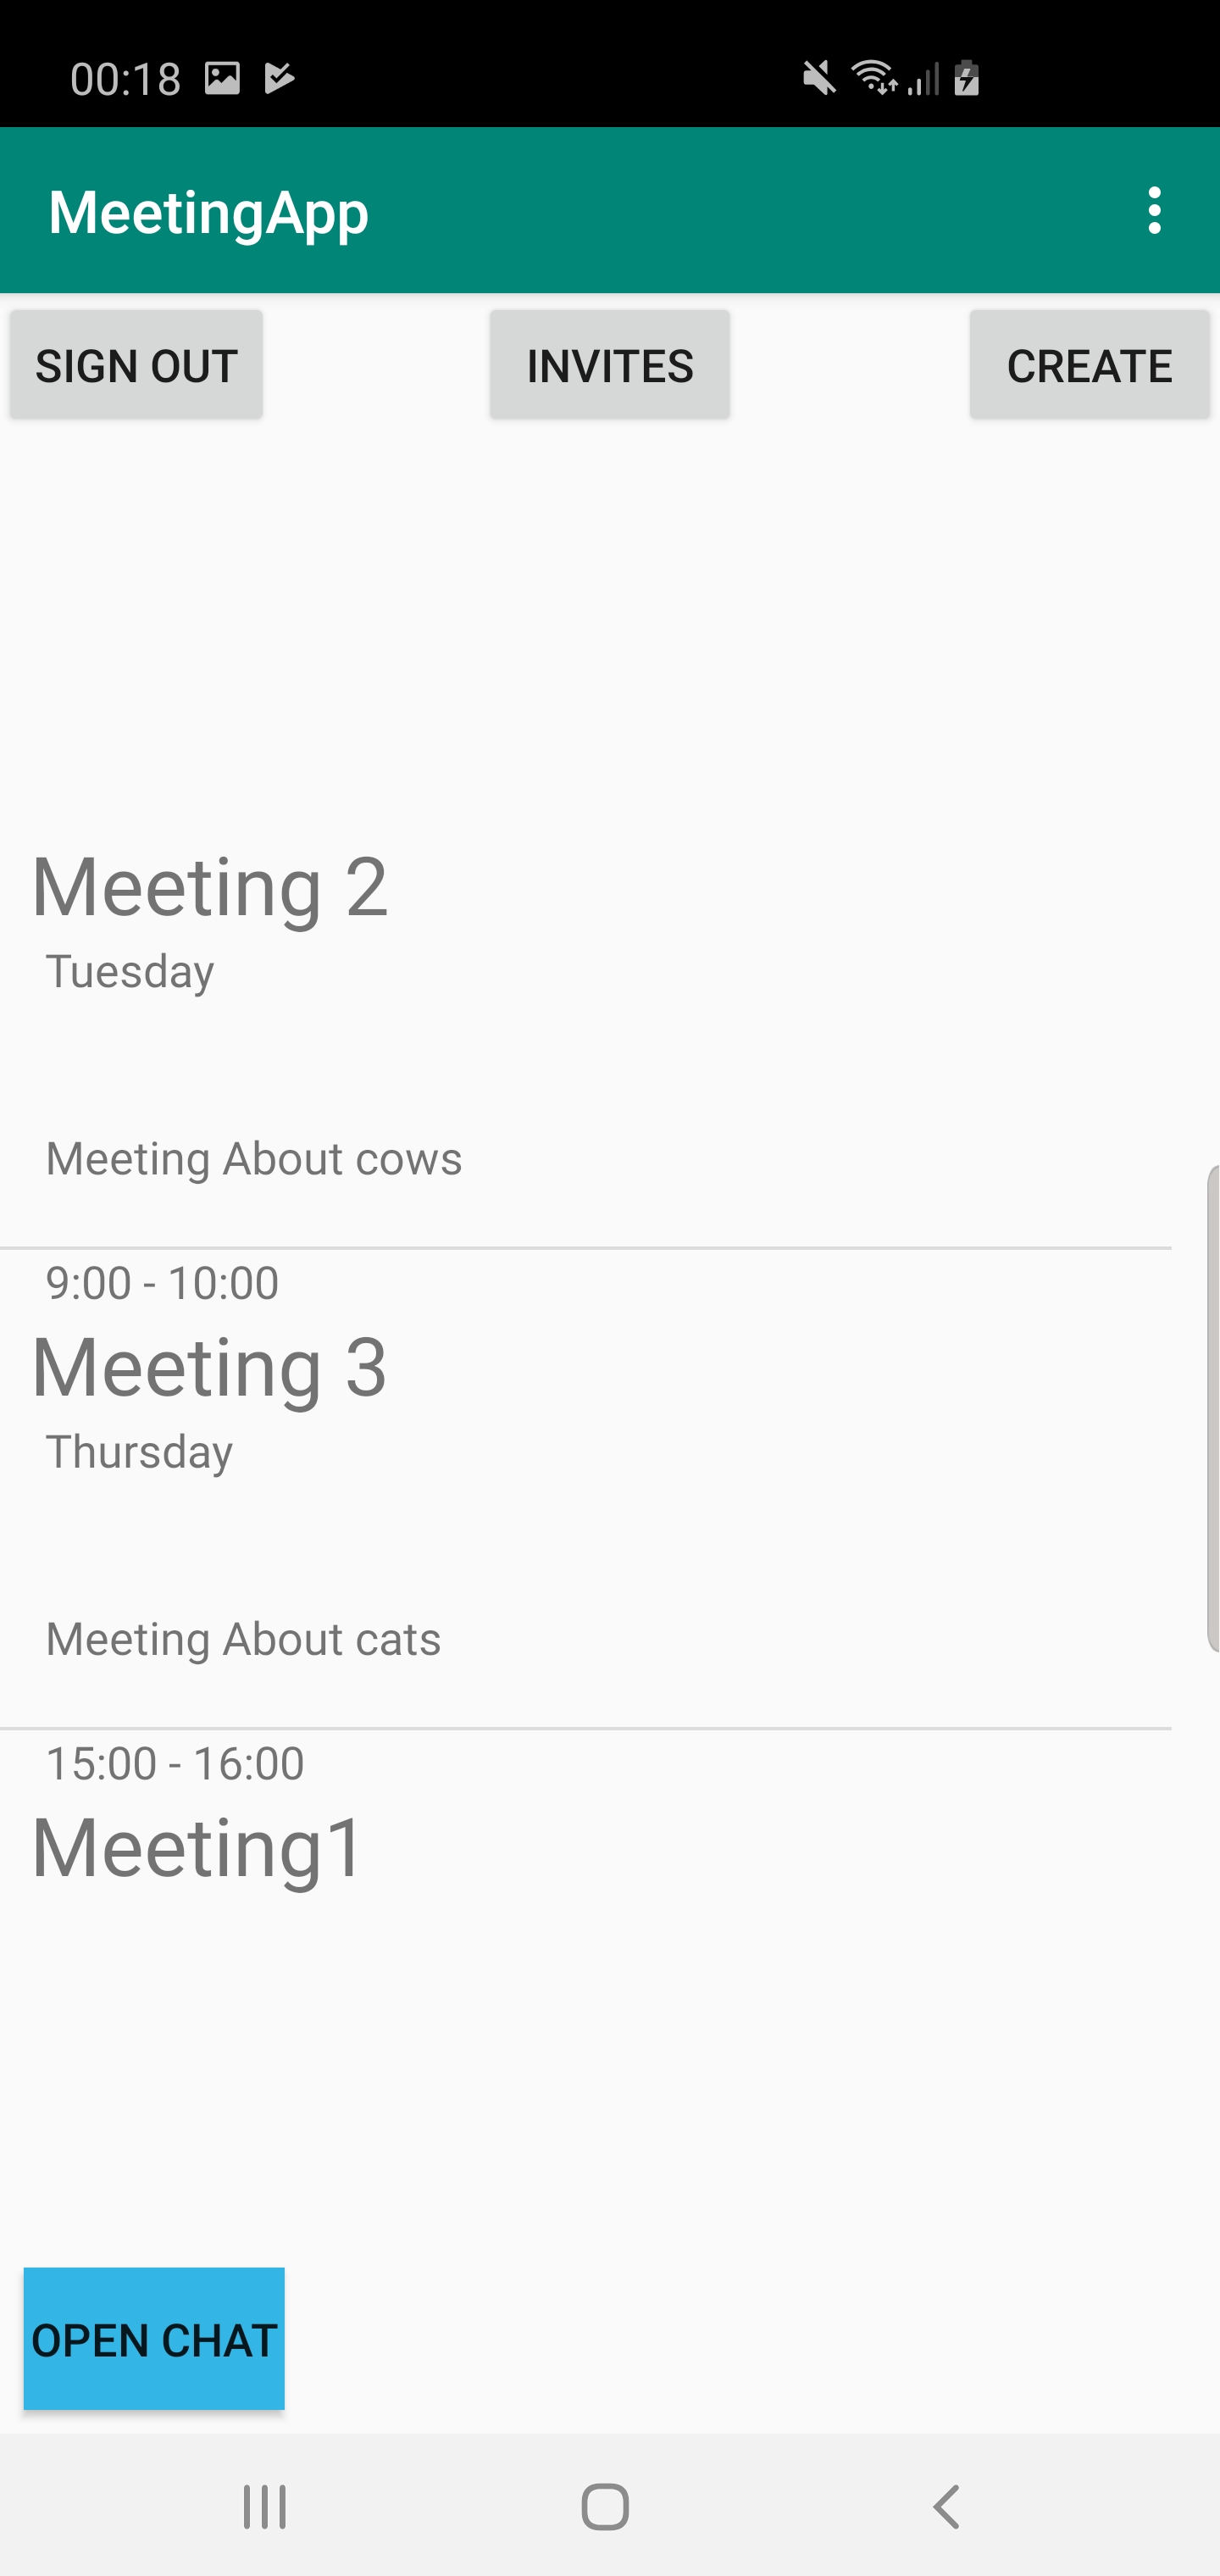 00:18
MeetingApp
SIGN OUT INVITES CREATE
Meeting 2
Tuesday
Meeting About cows
9:00 - 10:00
Meeting 3
Thursday
Meeting About cats
15:00 - 16:00
Meeting1
OPEN CHAT